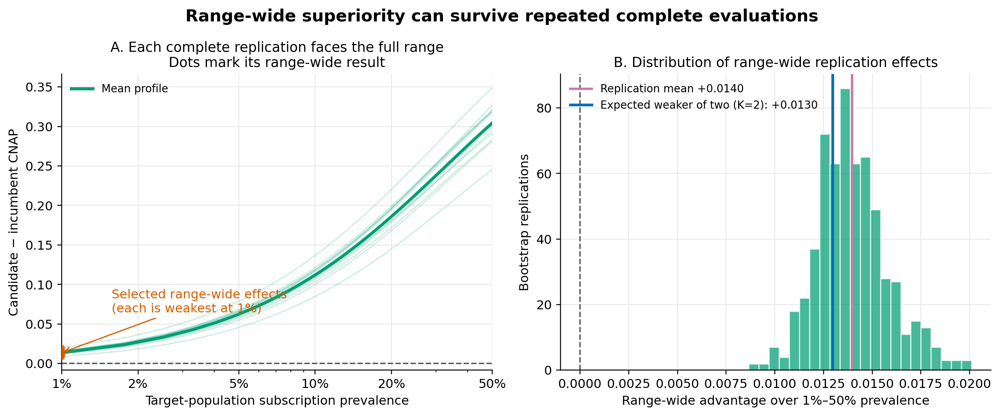 Range-wide superiority can survive repeated complete evaluations
A. Each complete replication faces the full range
Dots mark its range-wide result
Candidate − incumbent CNAP
0.35
0.30
0.25
0.20
0.15
0.10
0.05
0.00
Mean profile
Selected range-wide effects
(each is weakest at 1%)
1%
2%
5%
10%
20%
50%
Target-population subscription prevalence
B. Distribution of range-wide replication effects
Bootstrap replications
80
60
40
20
0
Replication mean +0.0140
Expected weaker of two (K=2): +0.0130
0.0000
0.0025
0.0050
0.0075
0.0100
0.0125
0.0150
0.0175
0.0200
Range-wide advantage over 1%–50% prevalence